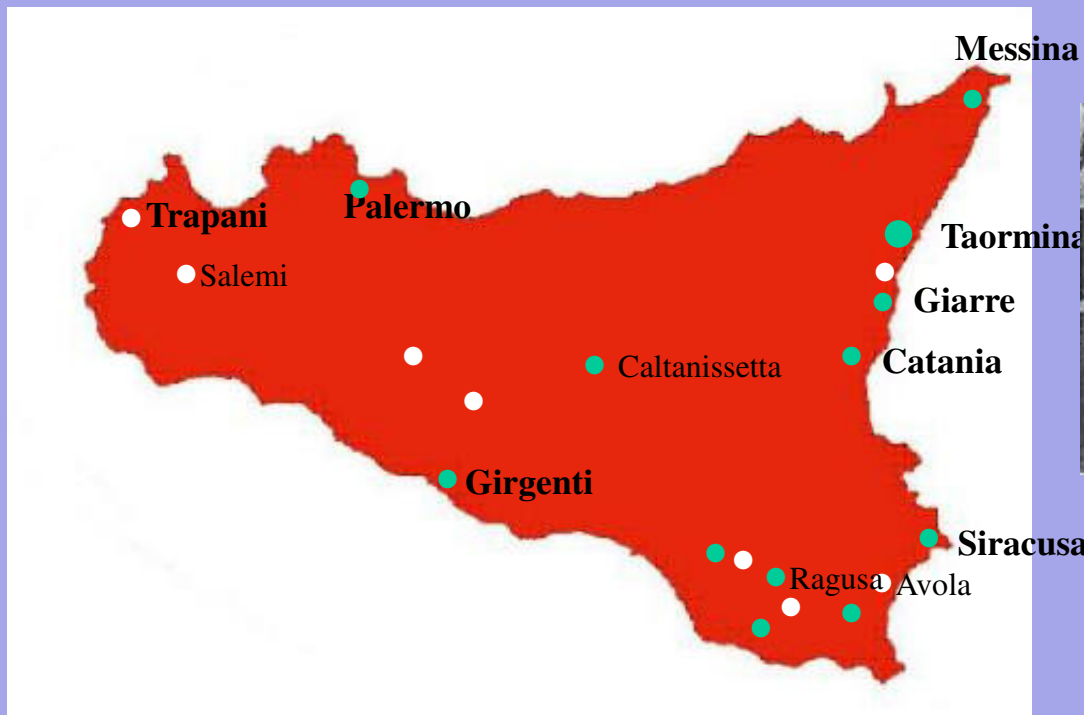 Messina
Trapani
Palermo
Taormina
Salemi
Giarre
Caltanissetta
Catania
Girgenti
Siracusa
Ragusa
Avola